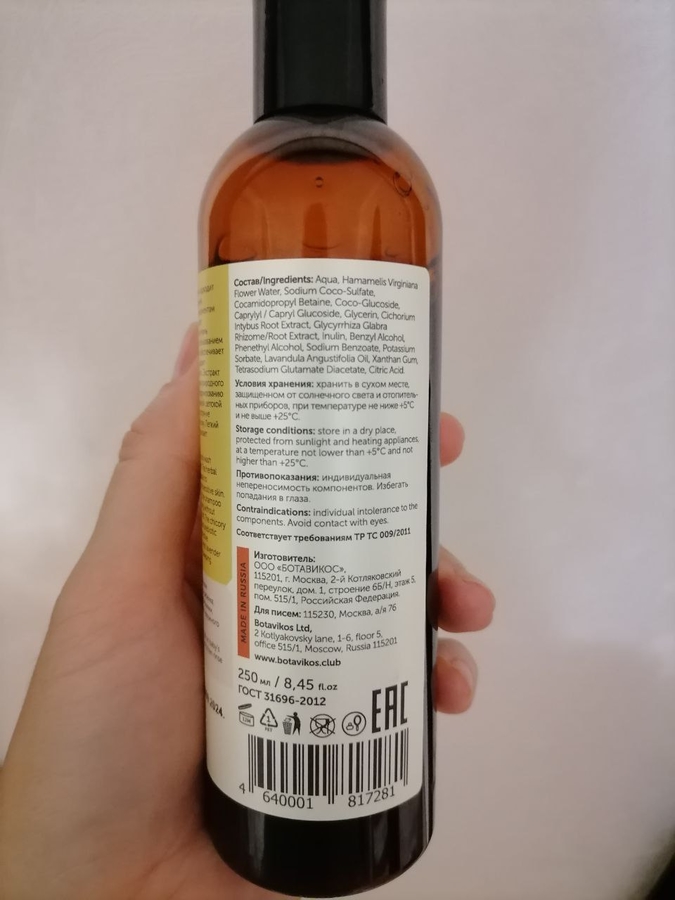 Состав/Ingredients: Aqua, Hamamelis Virginiana
Flower Water, Sodium Coco-Sulfate,
Cocamidopropyl Betaine, Coco-Glucoside,
Caprylyl / Capryl Glucoside, Glycerin, Cichorium
Intybus Root Extract, Glycyrrhiza Glabra
Rhizome/Root Extract, Inulin, Benzyl Alcohol,
Phenethyl Alcohol, Sodium Benzoate, Potassium
Sorbate, Lavandula Angustifolia Oil, Xanthan Gum,
Tetrasodium Glutamate Diacetate, Citric Acid.
Условия хранения: хранить в сухом месте,
защищенном от солнечного света и отопитель-
ных приборов, при температуре не ниже +5°C
и не выше +25°C.
Storage conditions: store in a dry place,
protected from sunlight and heating appliances,
at a temperature not lower than +5°C and not
higher than +25°C.
Противопоказания: индивидуальная
непереносимость компонентов. Избегать
попадания в глаза.
Contraindications: individual intolerance to the
components. Avoid contact with eyes.
Соответствует требованиям ТР ТС 009/2011
MADE IN RUSSIA
Изготовитель:
ООО «БОТАВИКОС»,
115201, г. Москва, 2-й Котляковский
переулок, дом. 1, строение 6Б/Н, этаж 5,
пом. 515/1, Российская Федерация.
Для писем: 115230, Москва, а/я 76
Botavikos Ltd,
2 Kotlyakovsky lane, 1-6, floor 5,
office 515/1, Moscow, Russia 115201
www.botavikos.club
250 мл / 8,45 fl.oz
ГОСТ 31696-2012
12M
1
PET
EAC
4 640001 817281
2024.